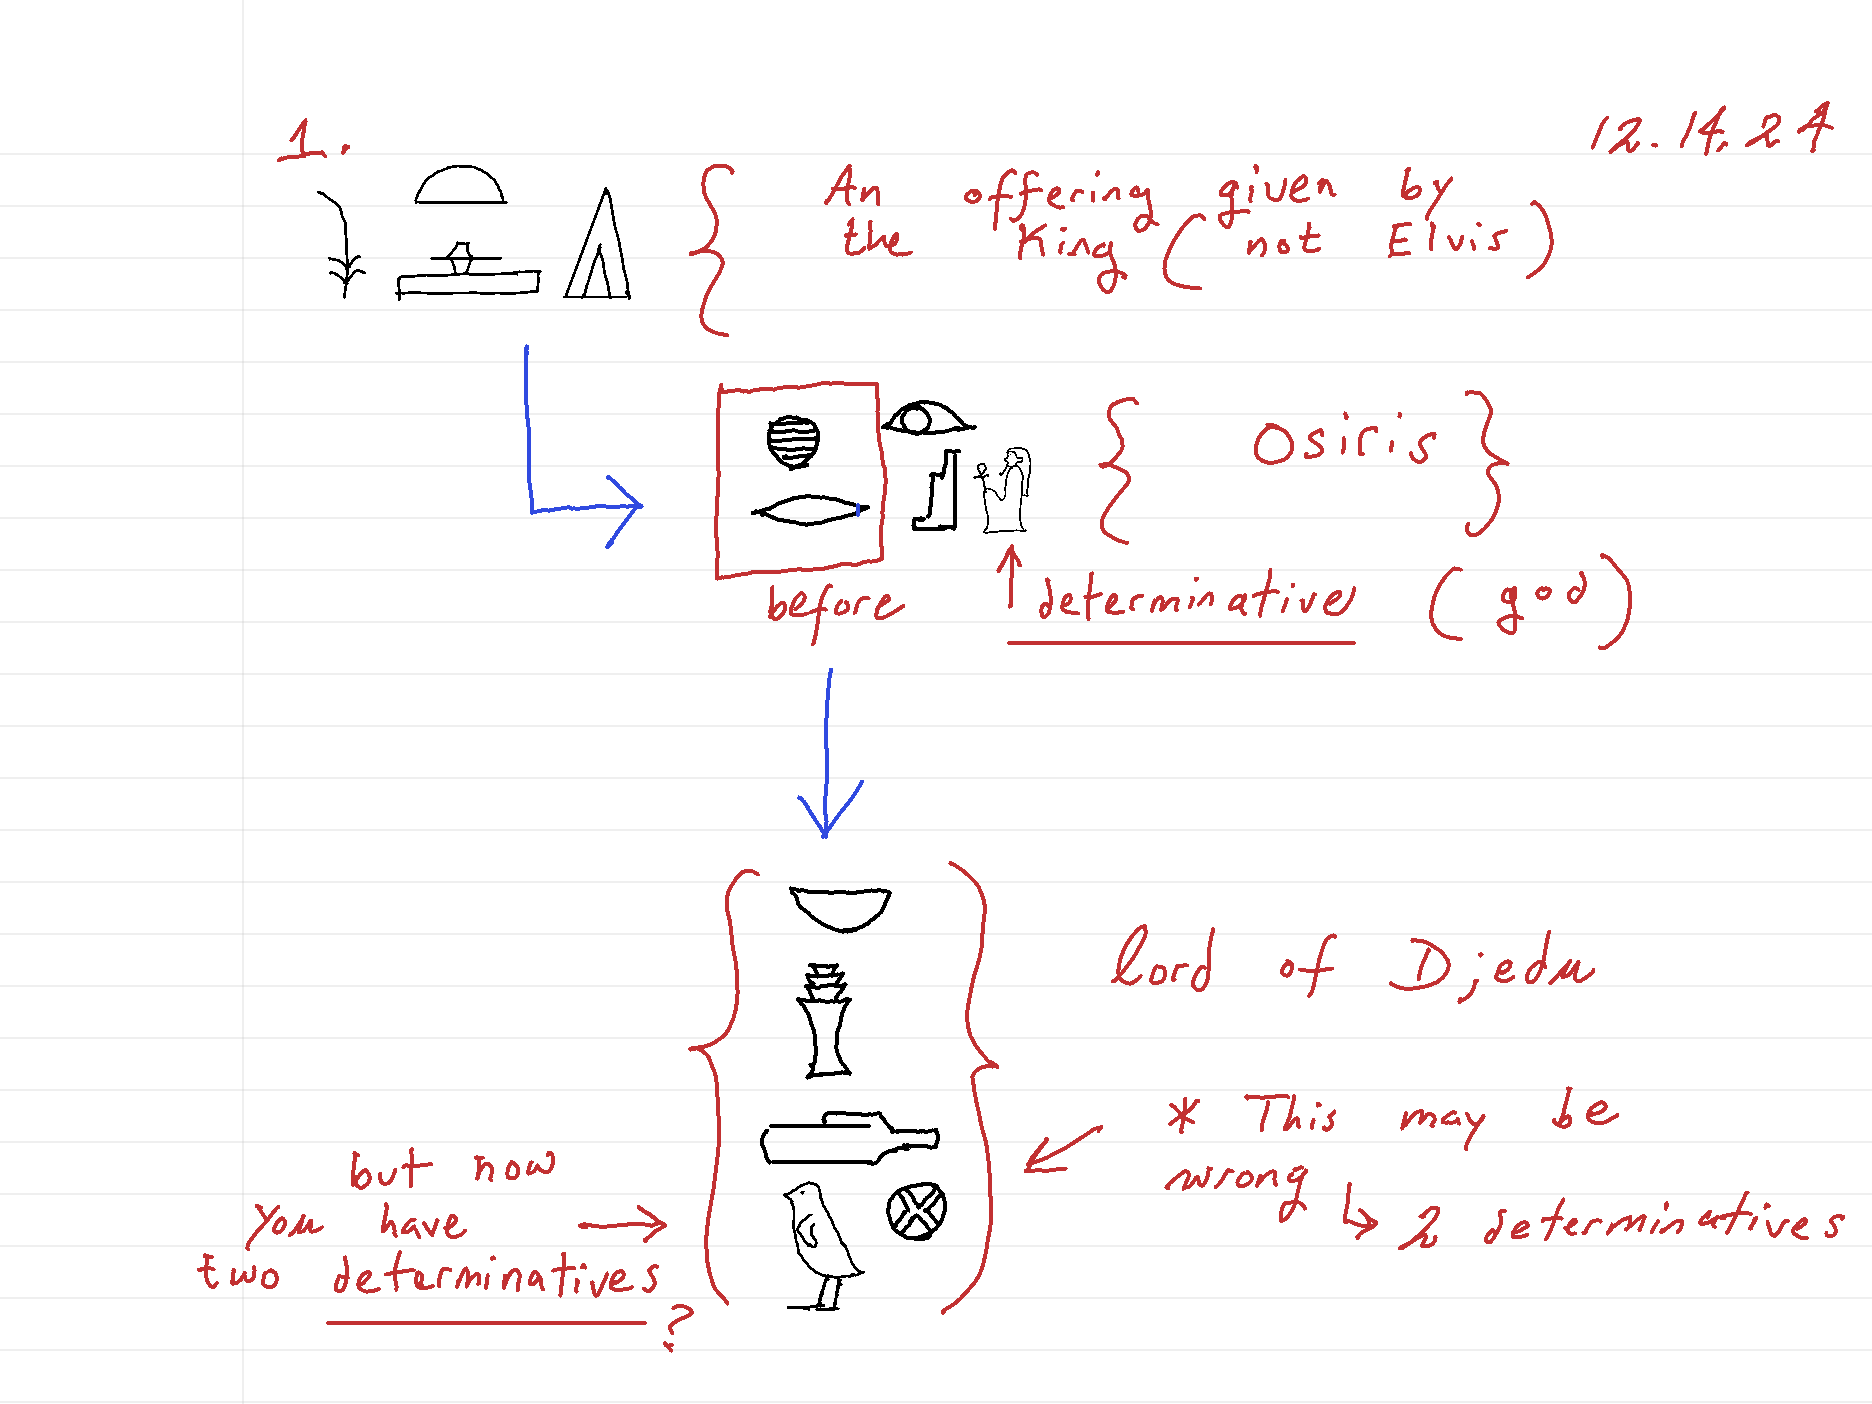 12.14.24
1.
𓇓 𓏏 𓊵 𓏙 An offering given by
the King (not Elvis)
𓁷 𓂋 𓁹 𓊨 𓀭 Osiris
before
determinative (god)
lord of Djedu
* This may be
wrong
2 determinatives
but now
you have
two determinatives
?